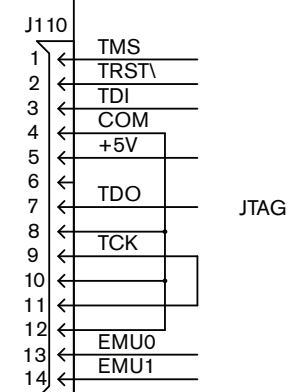 J110
1 TMS
2 TRST\
3 TDI
4 COM
5 +5V
6
7 TDO JTAG
8
9 TCK
10
11
12
13 EMU0
14 EMU1